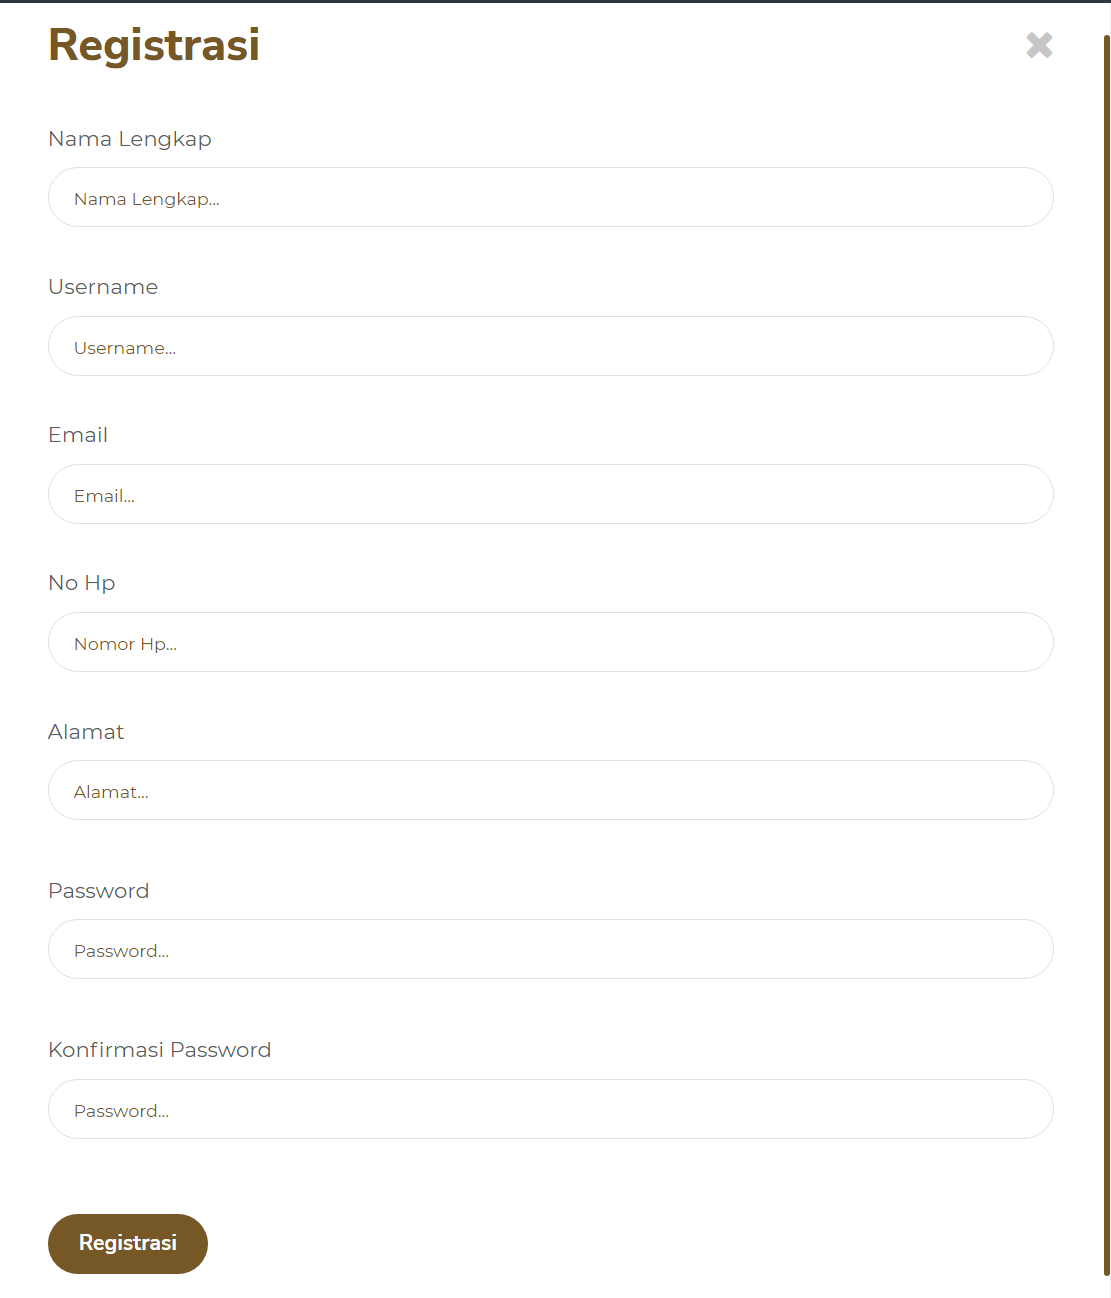 Registrasi
Nama Lengkap
Nama Lengkap...
Username
Username...
Email
Email...
No Hp
Nomor Hp...
Alamat
Alamat...
Password
Password...
Konfirmasi Password
Password...
Registrasi